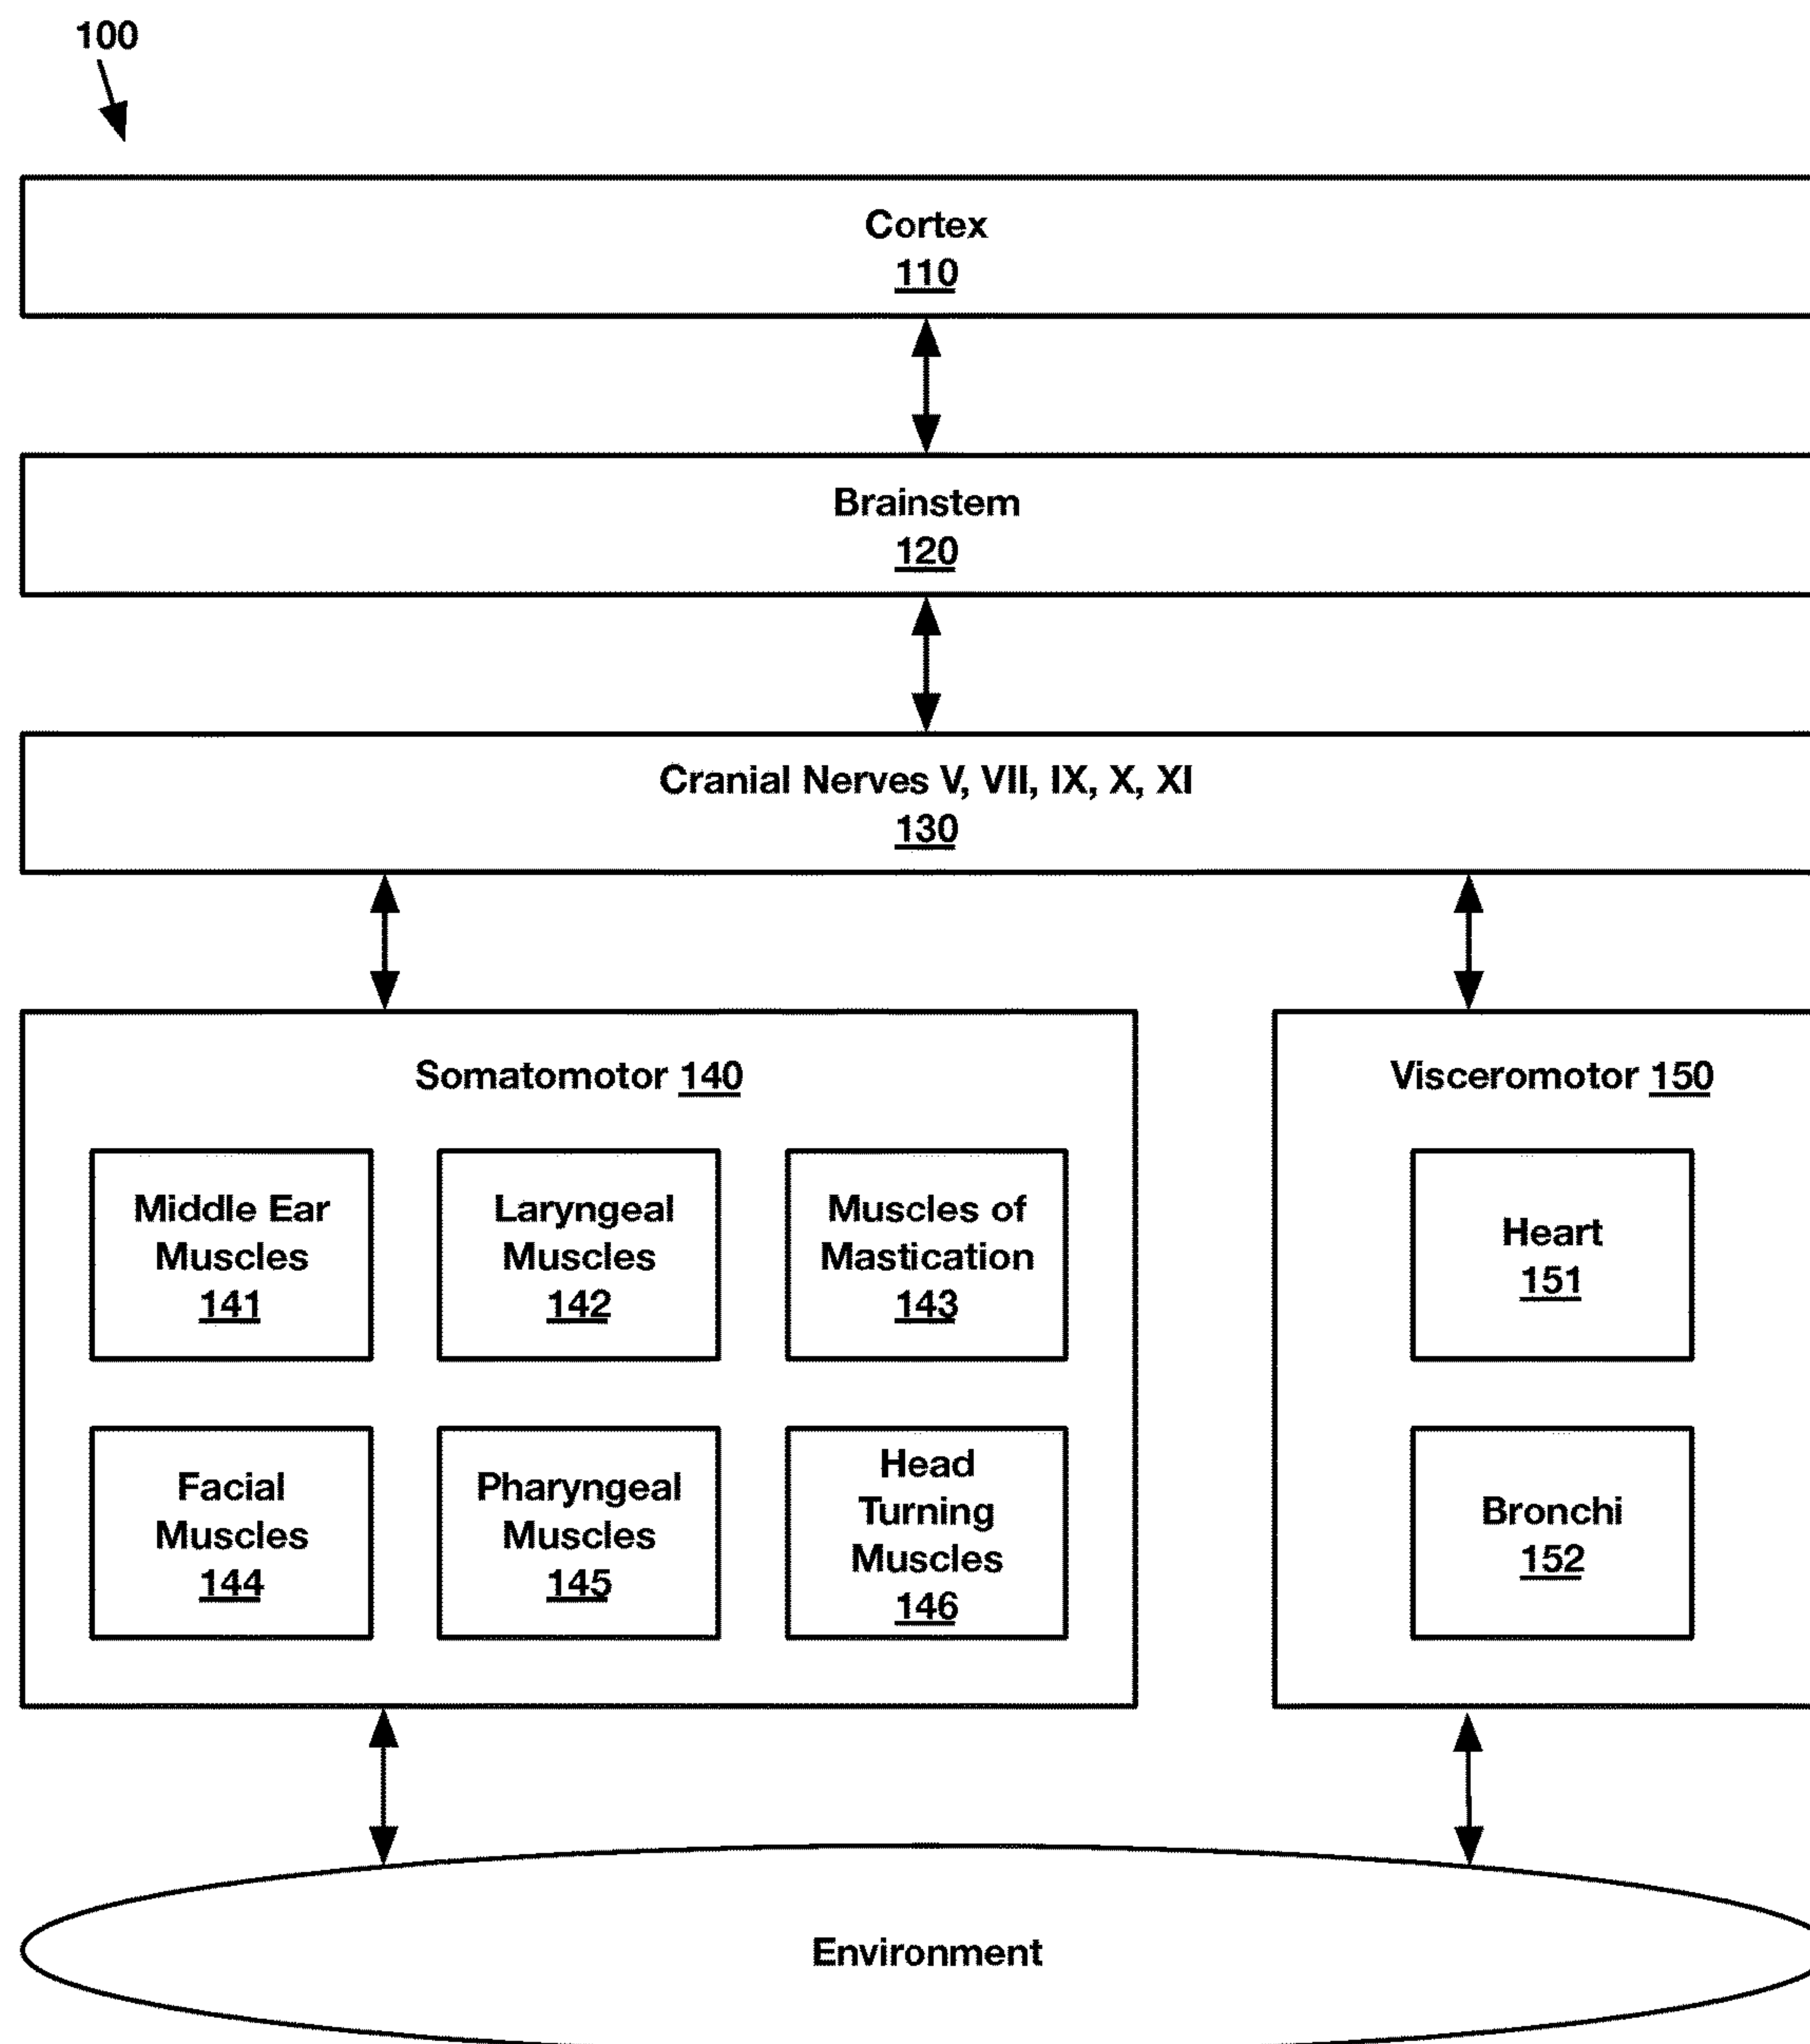 100
Cortex
110
Brainstem
120
Cranial Nerves V, VII, IX, X, XI
130
Somatomotor 140
Middle Ear
Muscles
141
Laryngeal
Muscles
142
Muscles of
Mastication
143
Facial
Muscles
144
Pharyngeal
Muscles
145
Head
Turning
Muscles
146
Visceromotor 150
Heart
151
Bronchi
152
Environment